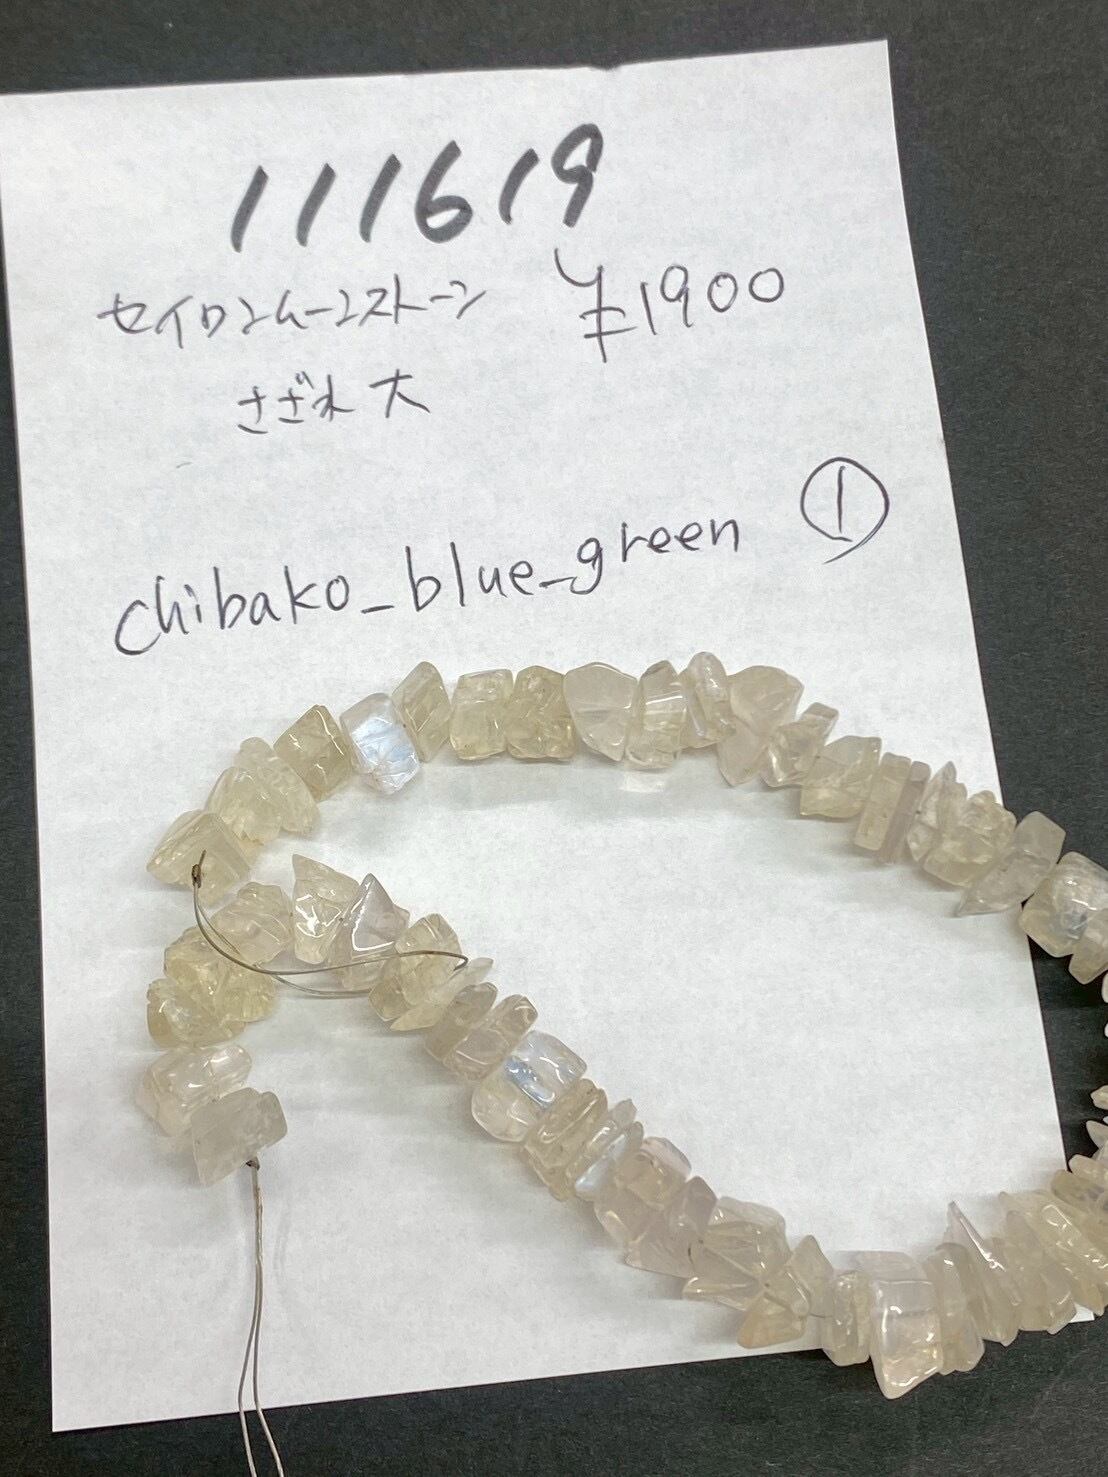 111619
セイロンムーンストーン ¥1900
さざれ 大
chibako_blue_green ①